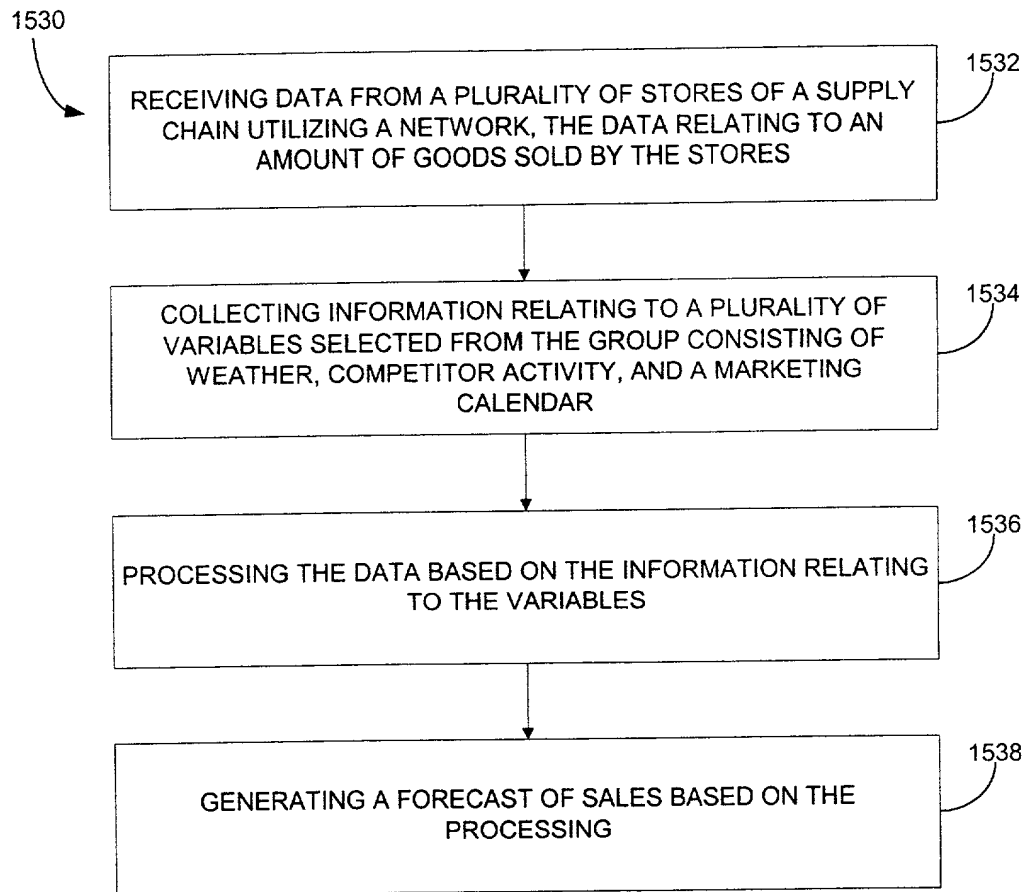 1530
1532
RECEIVING DATA FROM A PLURALITY OF STORES OF A SUPPLY
CHAIN UTILIZING A NETWORK, THE DATA RELATING TO AN
AMOUNT OF GOODS SOLD BY THE STORES
1534
COLLECTING INFORMATION RELATING TO A PLURALITY OF
VARIABLES SELECTED FROM THE GROUP CONSISTING OF
WEATHER, COMPETITOR ACTIVITY, AND A MARKETING
CALENDAR
1536
PROCESSING THE DATA BASED ON THE INFORMATION RELATING
TO THE VARIABLES
1538
GENERATING A FORECAST OF SALES BASED ON THE
PROCESSING